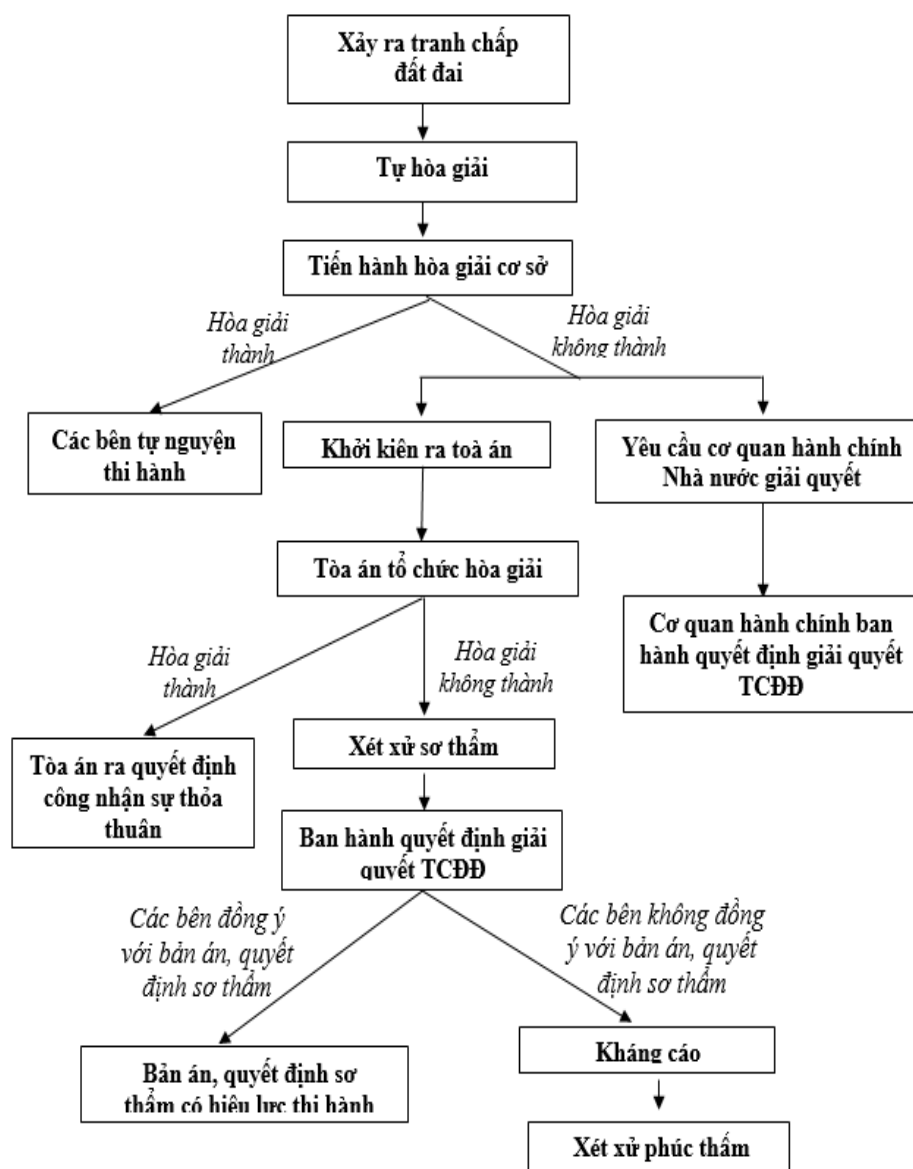 Xảy ra tranh chấp
đất đai
Tự hòa giải
Tiến hành hòa giải cơ sở
Hòa giải
thành
Hòa giải
không thành
Các bên tự nguyện
thi hành
Khởi kiên ra toà án
Yêu cầu cơ quan hành chính
Nhà nước giải quyết
Tòa án tổ chức hòa giải
Cơ quan hành chính ban
hành quyết định giải quyết
TCĐĐ
Hòa giải
thành
Hòa giải
không thành
Xét xử sơ thẩm
Tòa án ra quyết định
công nhận sự thỏa
thuân
Ban hành quyết định giải
quyết TCĐĐ
Các bên đồng ý
với bản án, quyết
định sơ thẩm
Các bên không đồng
ý với bản án, quyết
định sơ thẩm
Kháng cáo
Bản án, quyết định sơ
thẩm có hiêu lực thi hành
Xét xử phúc thẩm